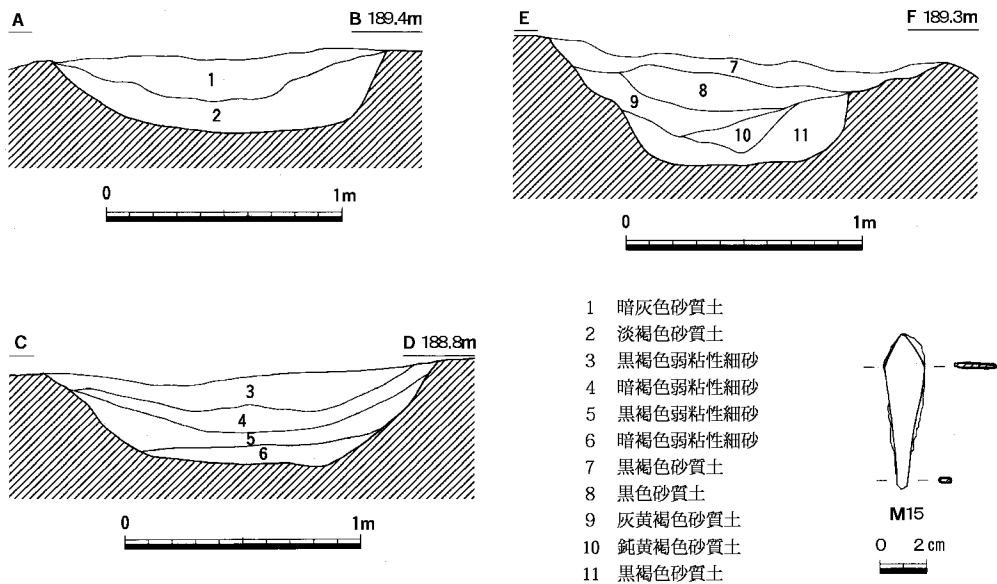 A B 189.4m
1
2
0 1m
E F 189.3m
7
8
9
10 11
0 1m
C D 188.8m
3
4
5
6
0 1m
1 暗灰色砂質土
2 淡褐色砂質土
3 黒褐色弱粘性細砂
4 暗褐色弱粘性細砂
5 黒褐色弱粘性細砂
6 暗褐色弱粘性細砂
7 黒褐色砂質土
8 黒色砂質土
9 灰黄褐色砂質土
10 鈍黄褐色砂質土
11 黒褐色砂質土
M15
0 2cm